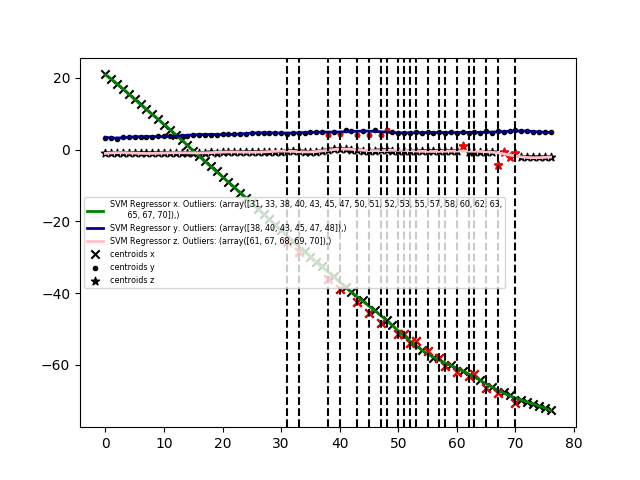 20
0
−20
−40
−60
SVM Regressor x. Outliers: (array([31, 33, 38, 40, 43, 45, 47, 50, 51, 52, 53, 55, 57, 58, 60, 62, 63,
65, 67, 70]),)
SVM Regressor y. Outliers: (array([38, 40, 43, 45, 47, 48]),)
SVM Regressor z. Outliers: (array([61, 67, 68, 69, 70]),)
centroids x
centroids y
centroids z
0 10 20 30 40 50 60 70 80